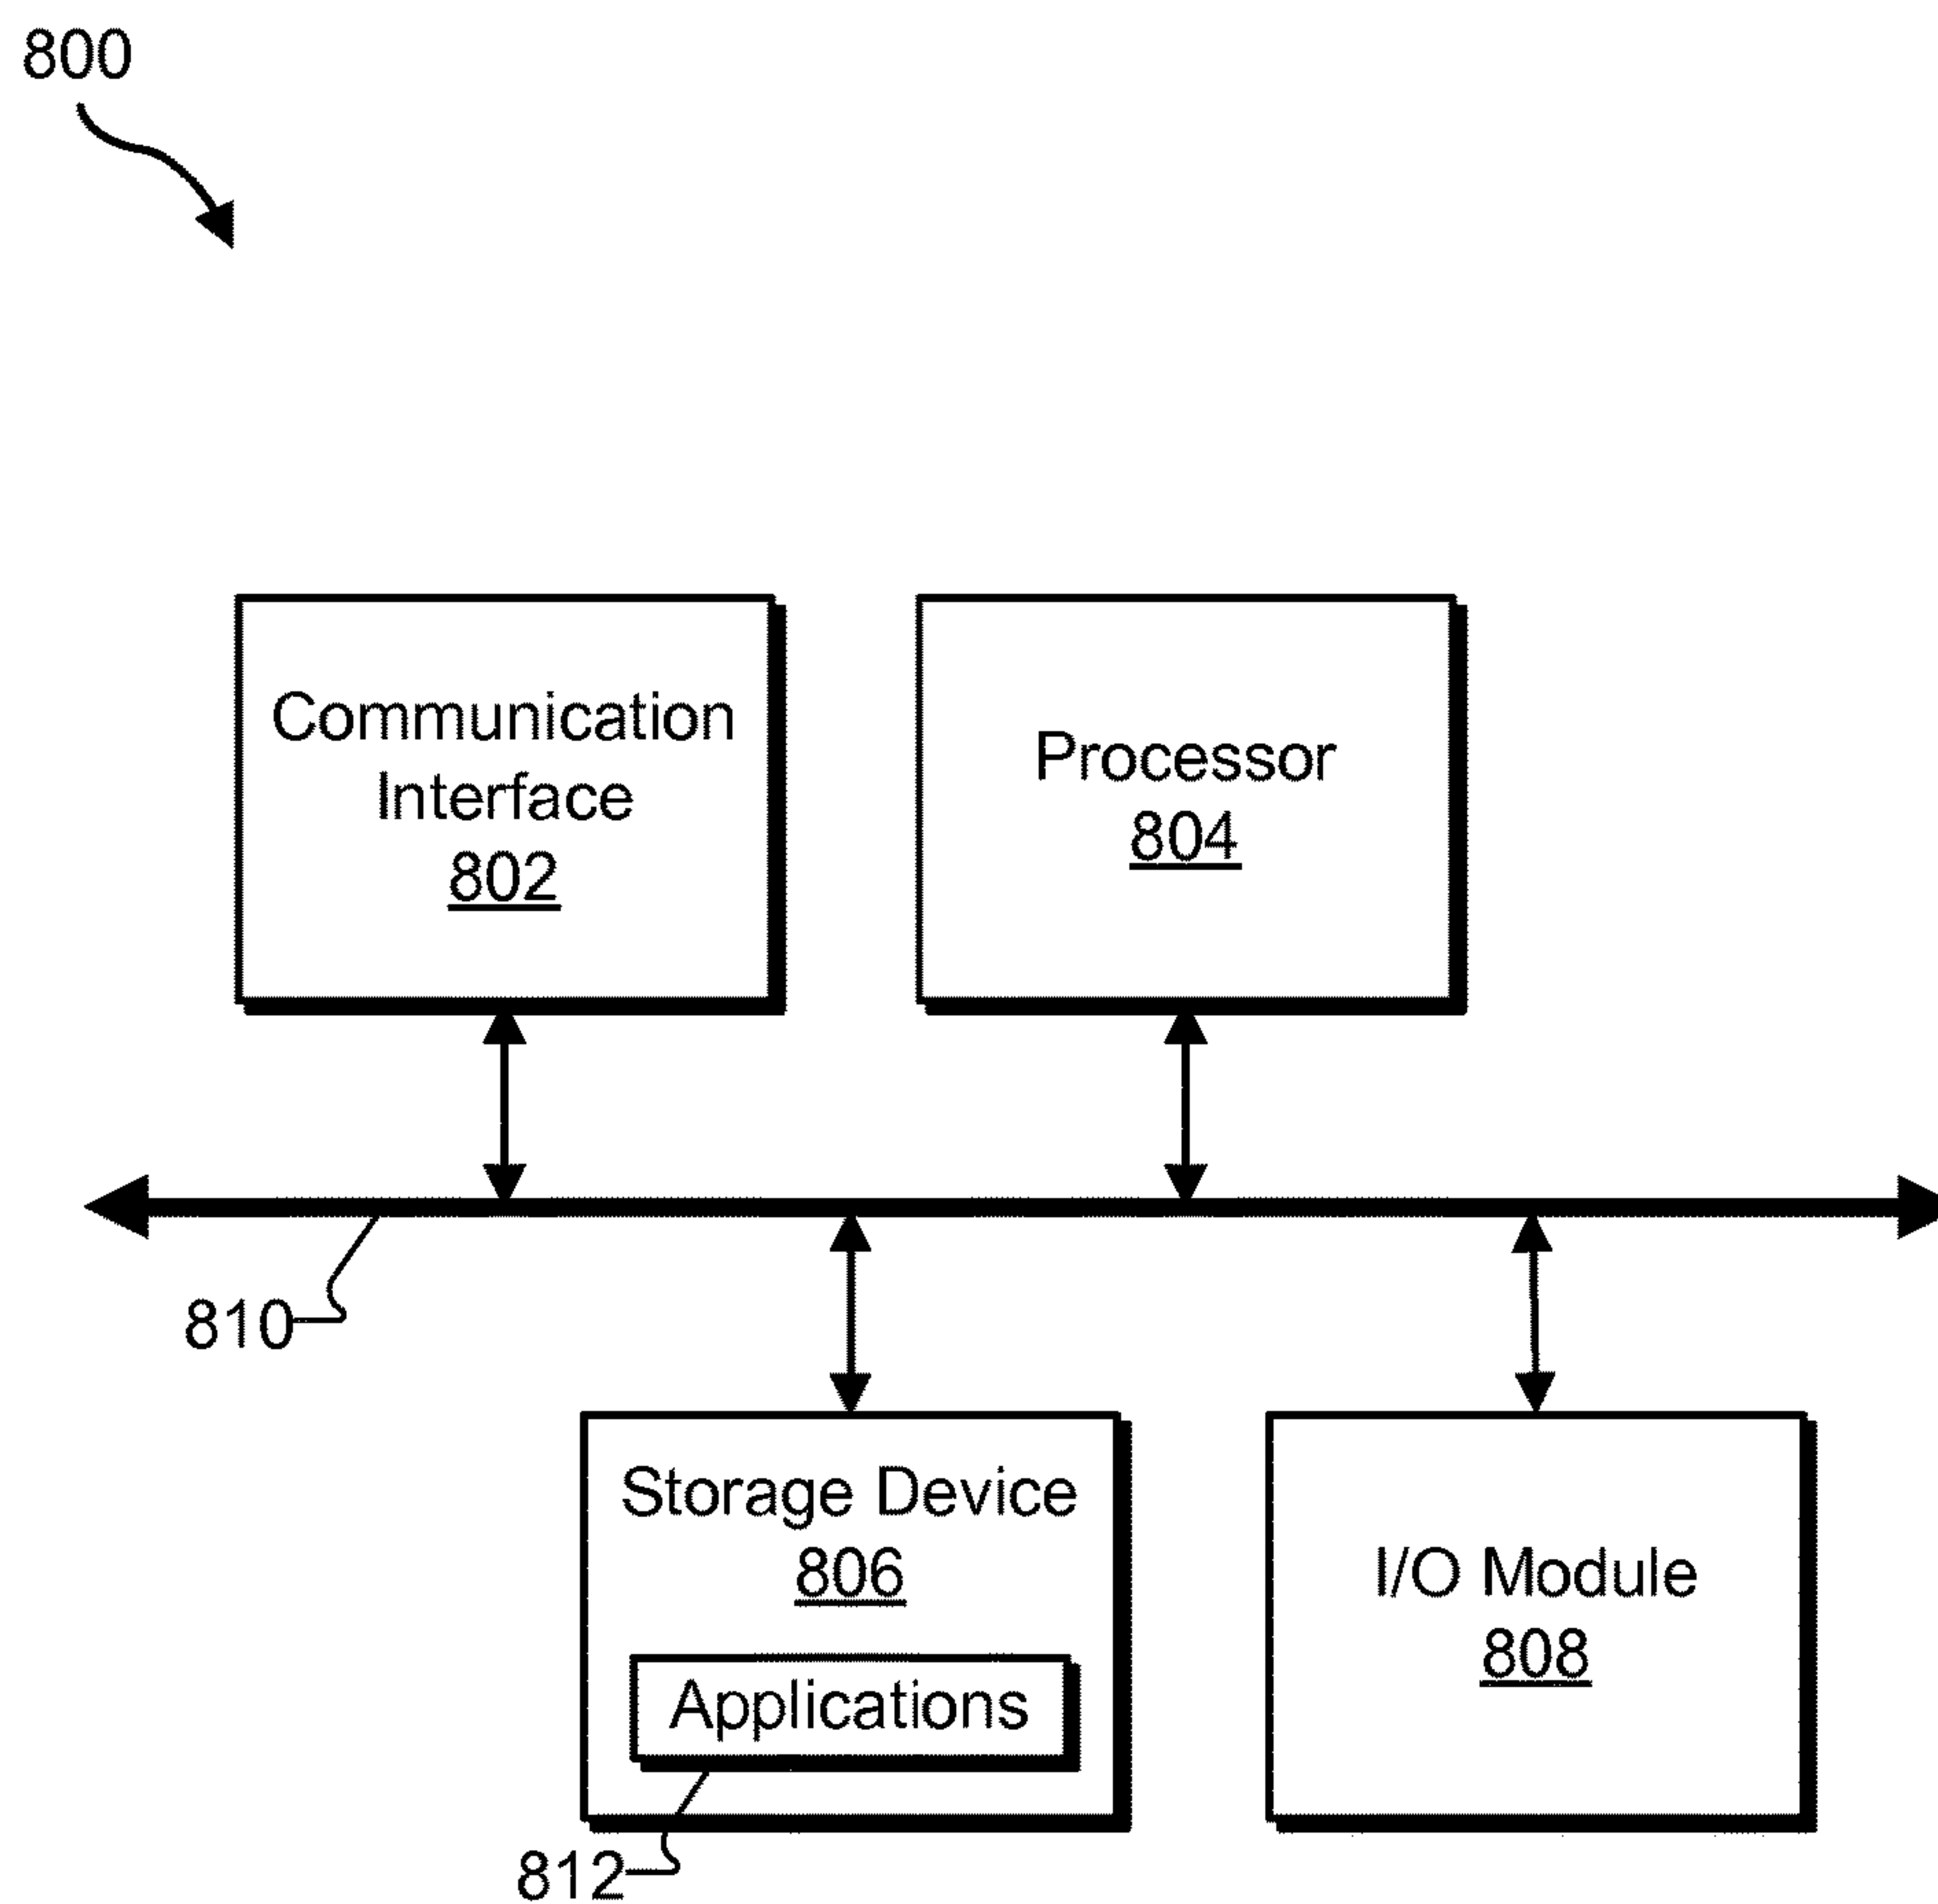 800
Communication
Interface
802
Processor
804
810
Storage Device
806
Applications
812
I/O Module
808